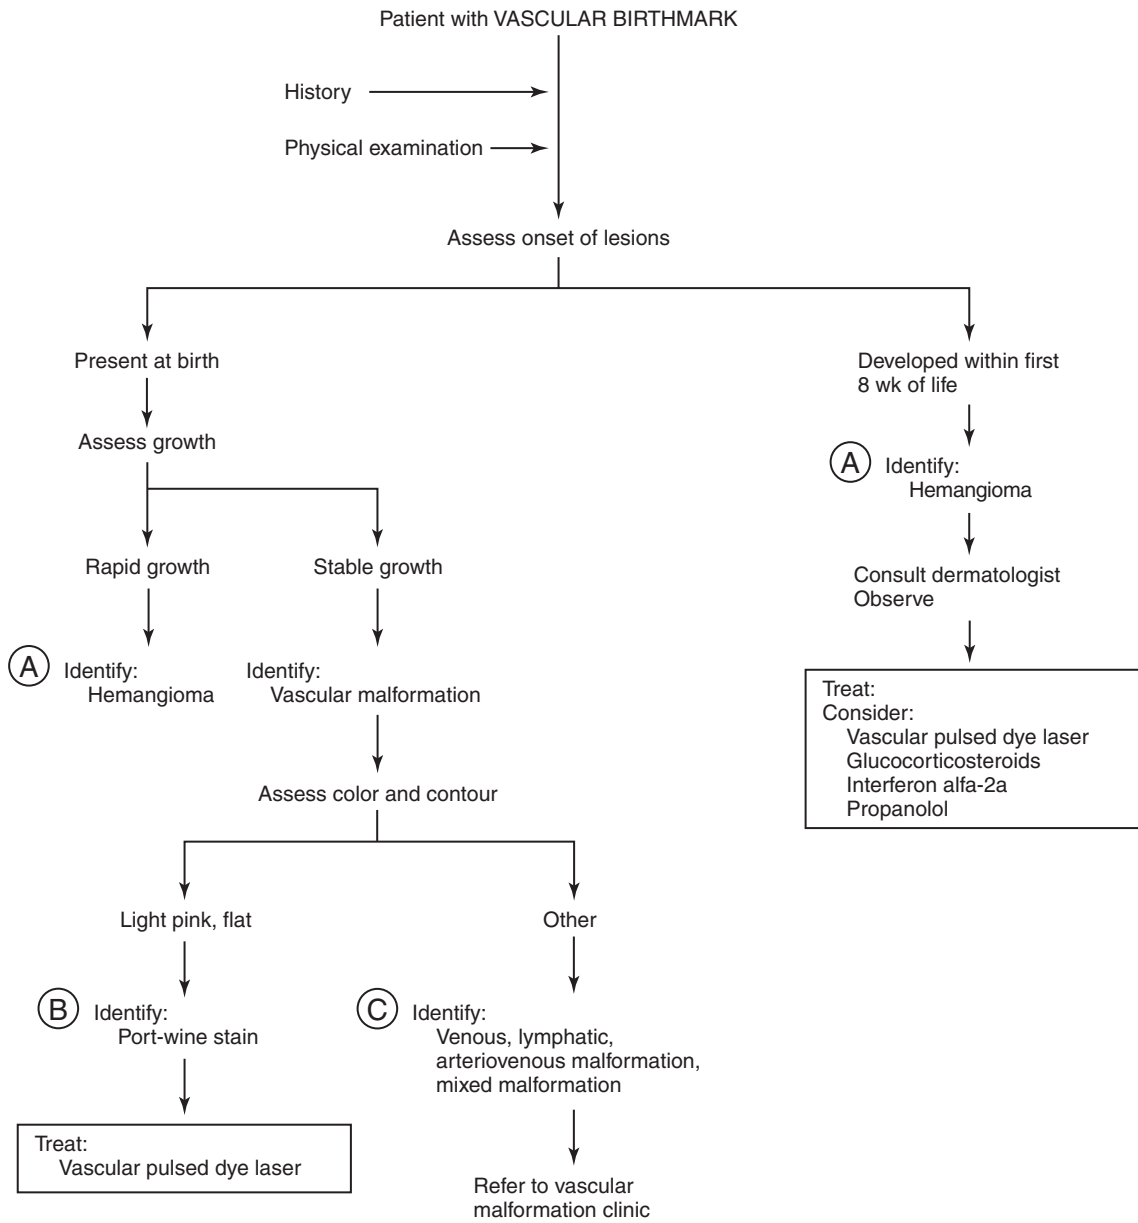 Patient with VASCULAR BIRTHMARK
History
Physical examination
Assess onset of lesions
Present at birth
Assess growth
Rapid growth
A
Identify:
Hemangioma
Stable growth
Identify:
Vascular malformation
Assess color and contour
Light pink, flat
B
Identify:
Port-wine stain
Treat:
Vascular pulsed dye laser
Other
C
Identify:
Venous, lymphatic,
arteriovenous malformation,
mixed malformation
Refer to vascular
malformation clinic
Developed within first
8 wk of life
A
Identify:
Hemangioma
Consult dermatologist
Observe
Treat:
Consider:
Vascular pulsed dye laser
Glucocorticosteroids
Interferon alfa-2a
Propanolol